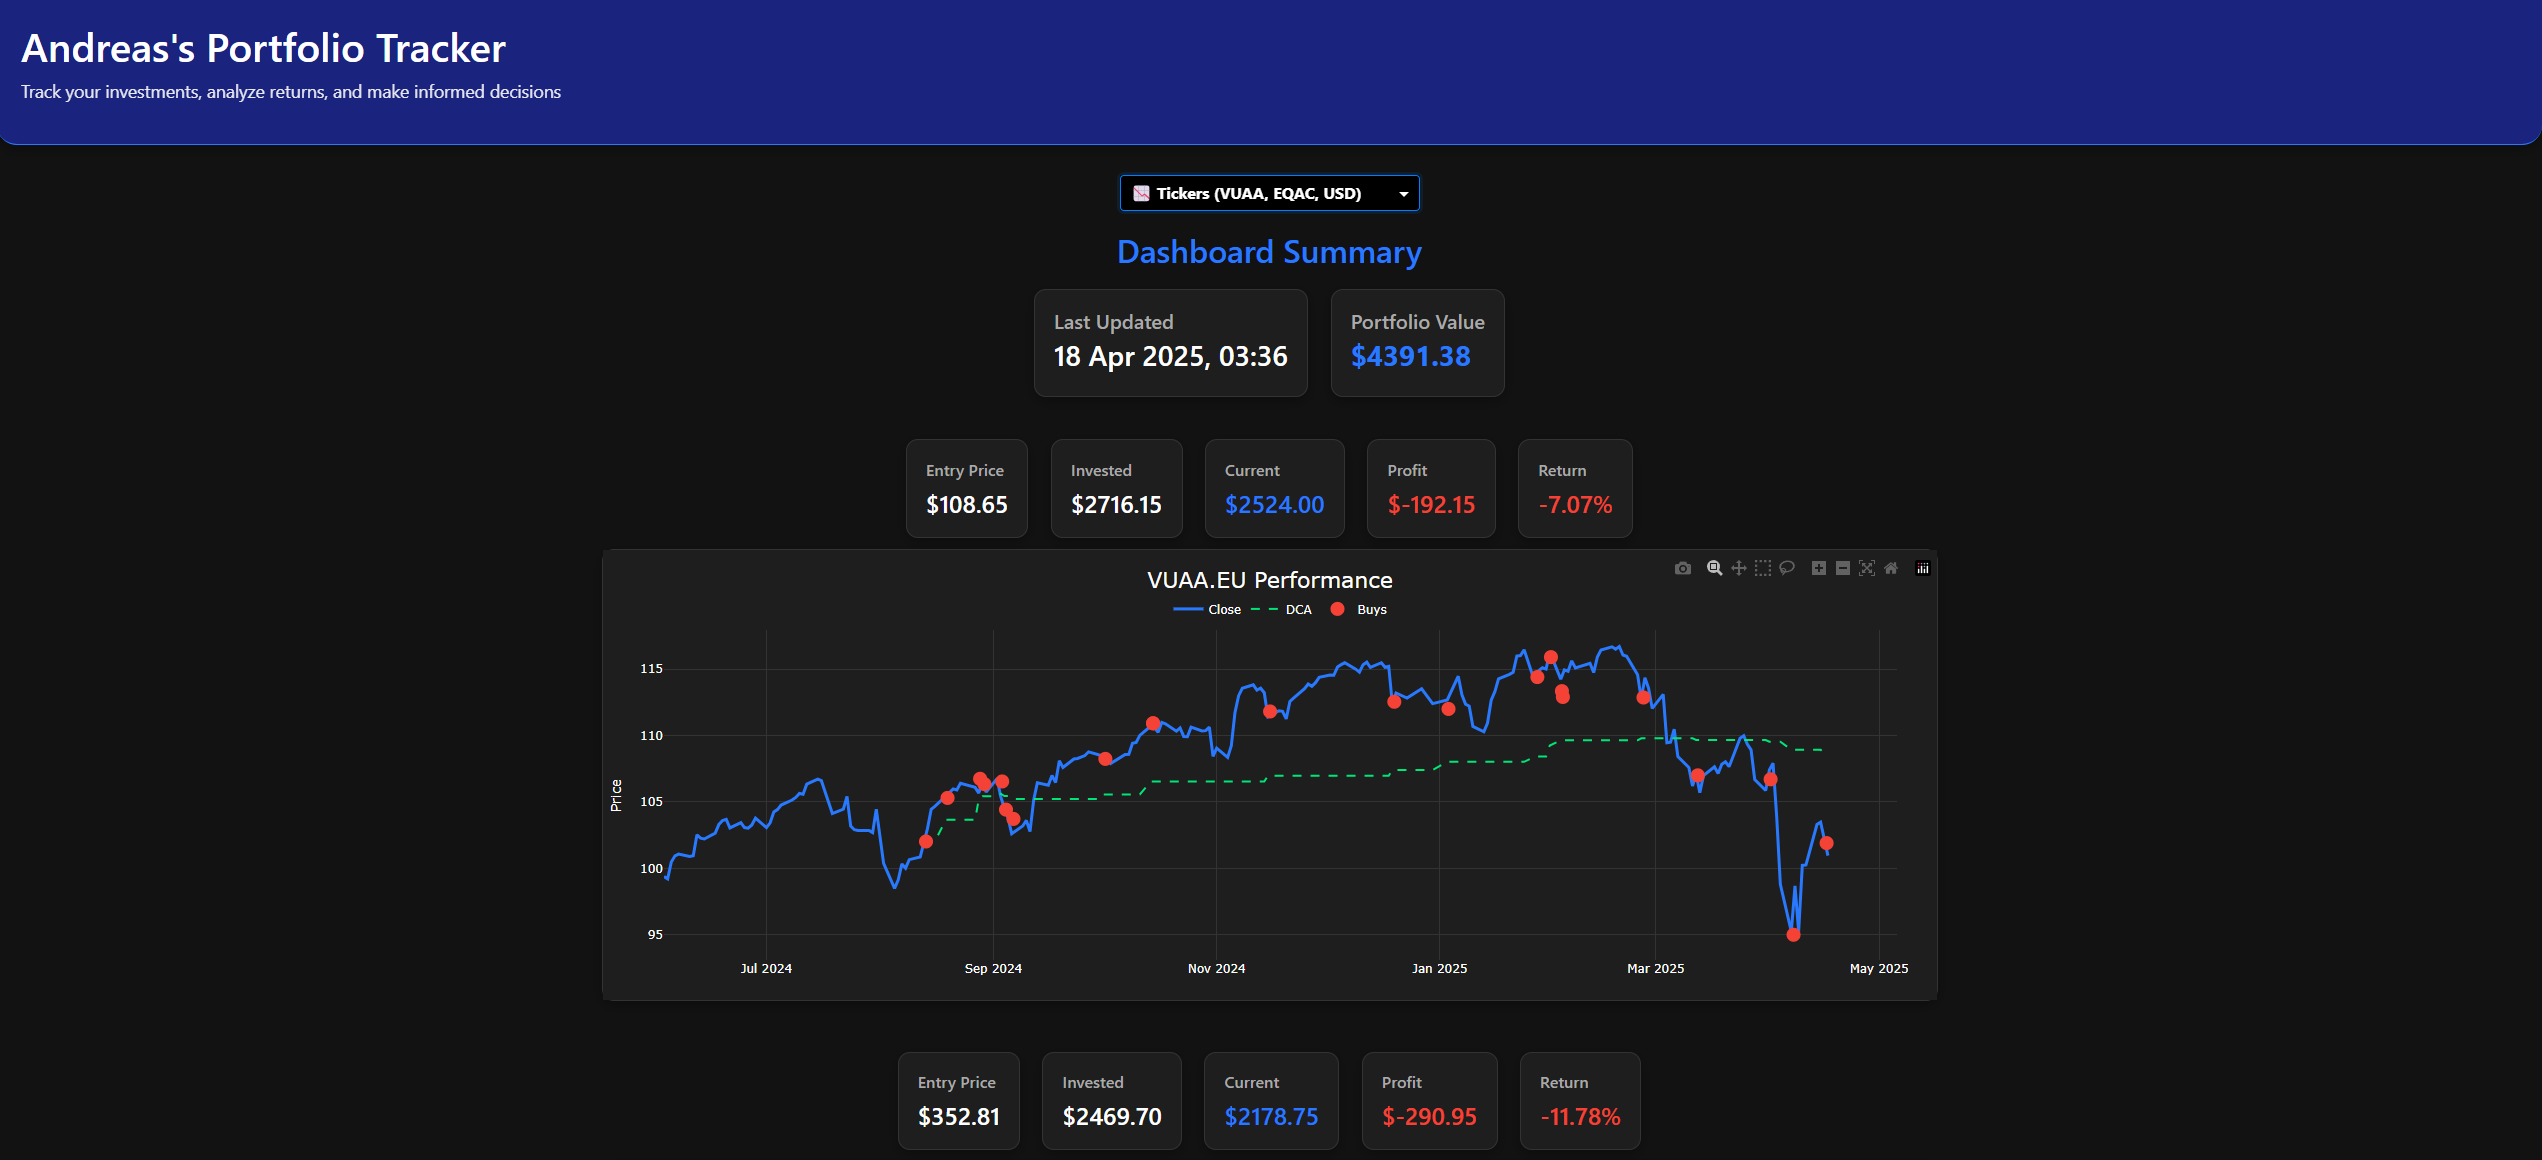 Andreas's Portfolio Tracker
Track your investments, analyze returns, and make informed decisions
Tickers (VUAA, EQAC, USD)
Dashboard Summary
Last Updated
18 Apr 2025, 03:36
Portfolio Value
$4391.38
Entry Price
$108.65
Invested
$2716.15
Current
$2524.00
Profit
$-192.15
Return
-7.07%
VUAA.EU Performance
Close DCA Buys
115
110
105
100
95
Price
Jul 2024 Sep 2024 Nov 2024 Jan 2025 Mar 2025 May 2025
Entry Price
$352.81
Invested
$2469.70
Current
$2178.75
Profit
$-290.95
Return
-11.78%